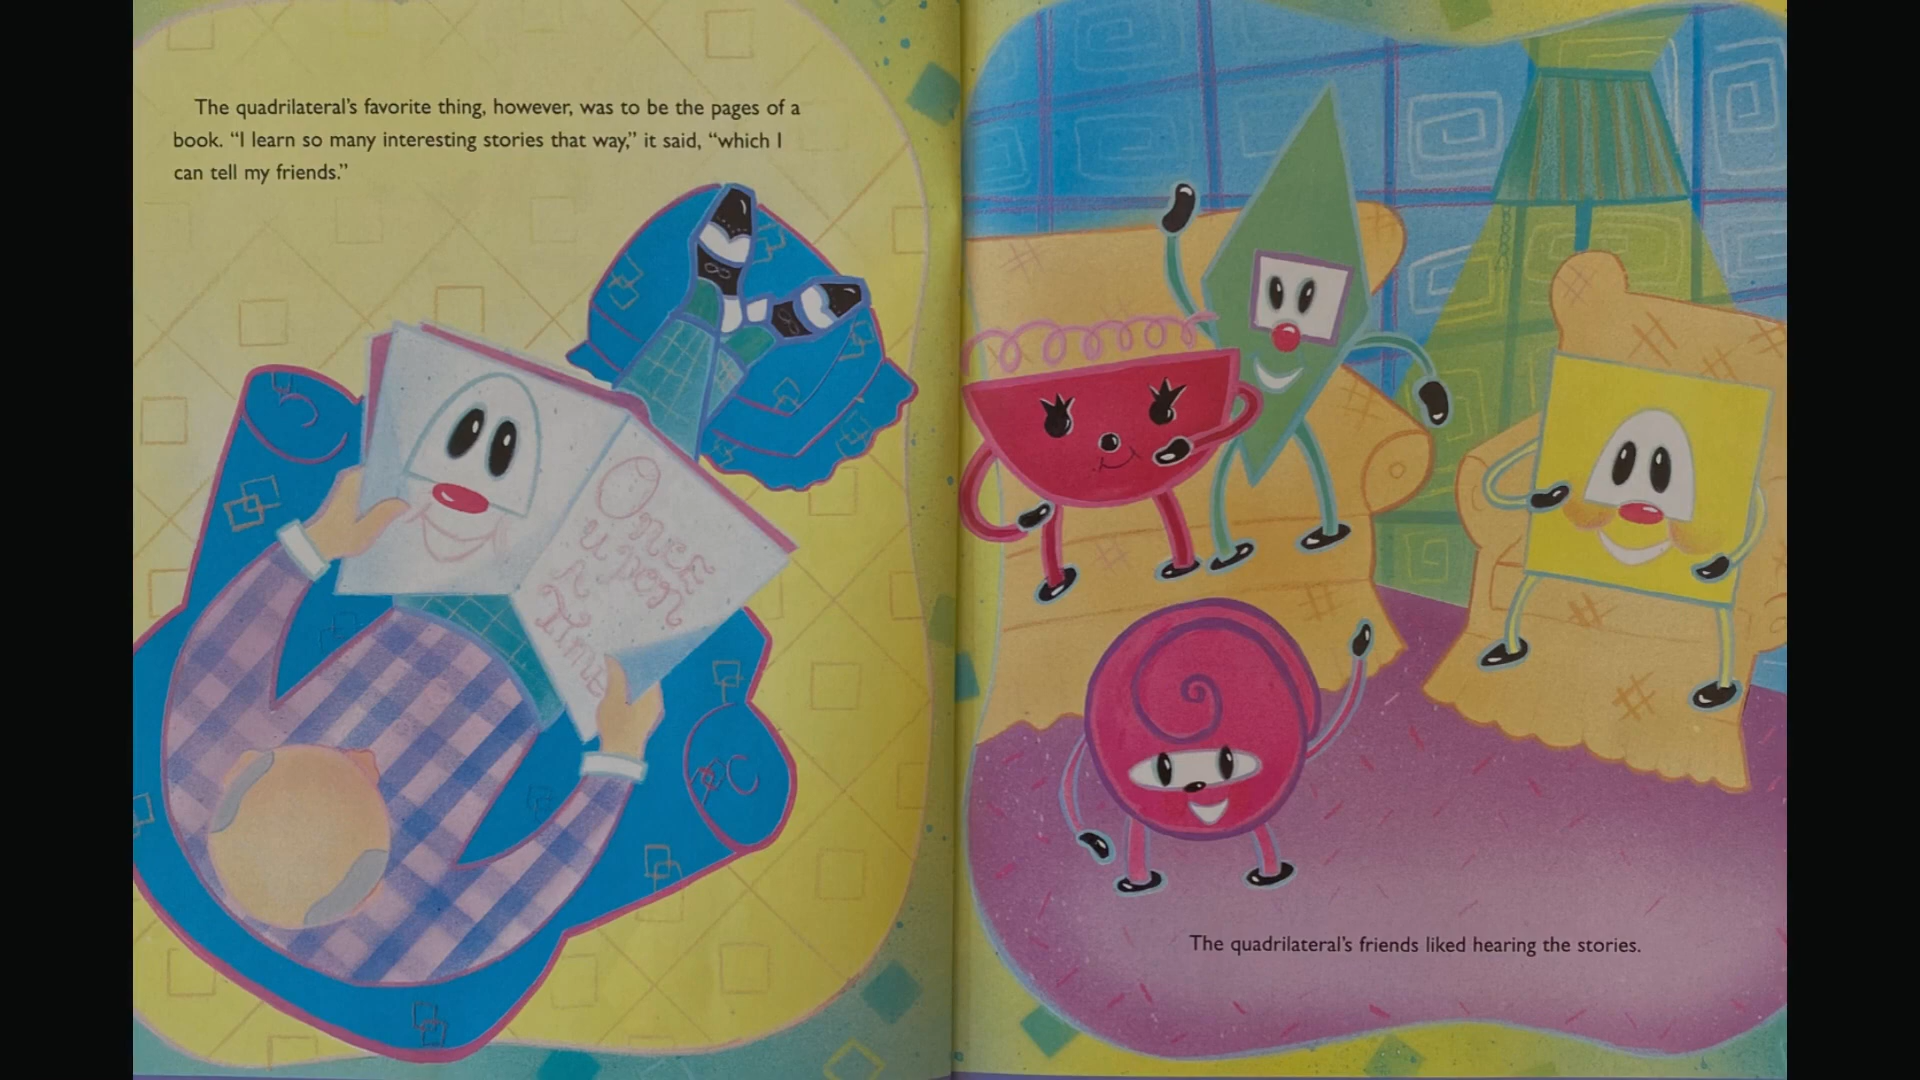 The quadrilateral's favorite thing, however, was to be the pages of a
book. “I learn so many interesting stories that way,” it said, “which I
can tell my friends.”
Once
upon
a
Time
The quadrilateral's friends liked hearing the stories.